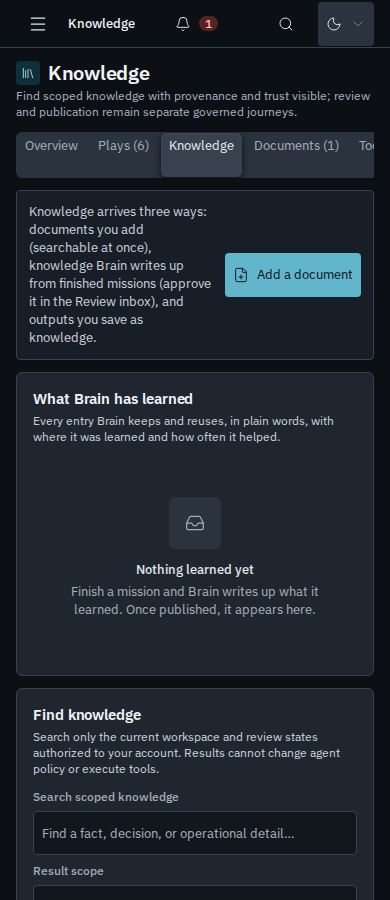 Knowledge
1
Knowledge
Find scoped knowledge with provenance and trust visible; review
and publication remain separate governed journeys.
Overview Plays (6) Knowledge Documents (1) Too
Knowledge arrives three ways:
documents you add
(searchable at once),
knowledge Brain writes up
from finished missions (approve
it in the Review inbox), and
outputs you save as
knowledge.
Add a document
What Brain has learned
Every entry Brain keeps and reuses, in plain words, with
where it was learned and how often it helped.
Nothing learned yet
Finish a mission and Brain writes up what it
learned. Once published, it appears here.
Find knowledge
Search only the current workspace and review states
authorized to your account. Results cannot change agent
policy or execute tools.
Search scoped knowledge
Find a fact, decision, or operational detail...
Result scope